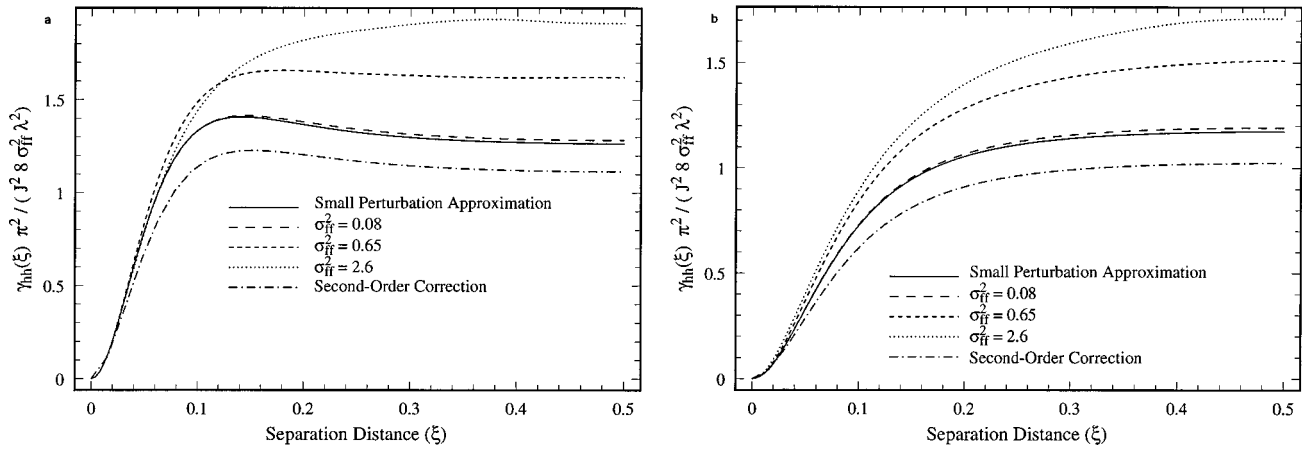 a
γhh(ξ) π² / ( J² 8 σ²ff λ²)
1.5
1
0.5
0
Small Perturbation Approximation
σ²ff = 0.08
σ²ff = 0.65
σ²ff = 2.6
Second-Order Correction
0 0.1 0.2 0.3 0.4 0.5
Separation Distance (ξ)
b
γhh(ξ) π² / ( J² 8 σ²ff λ²)
1.5
1
0.5
0
Small Perturbation Approximation
σ²ff = 0.08
σ²ff = 0.65
σ²ff = 2.6
Second-Order Correction
0 0.1 0.2 0.3 0.4 0.5
Separation Distance (ξ)